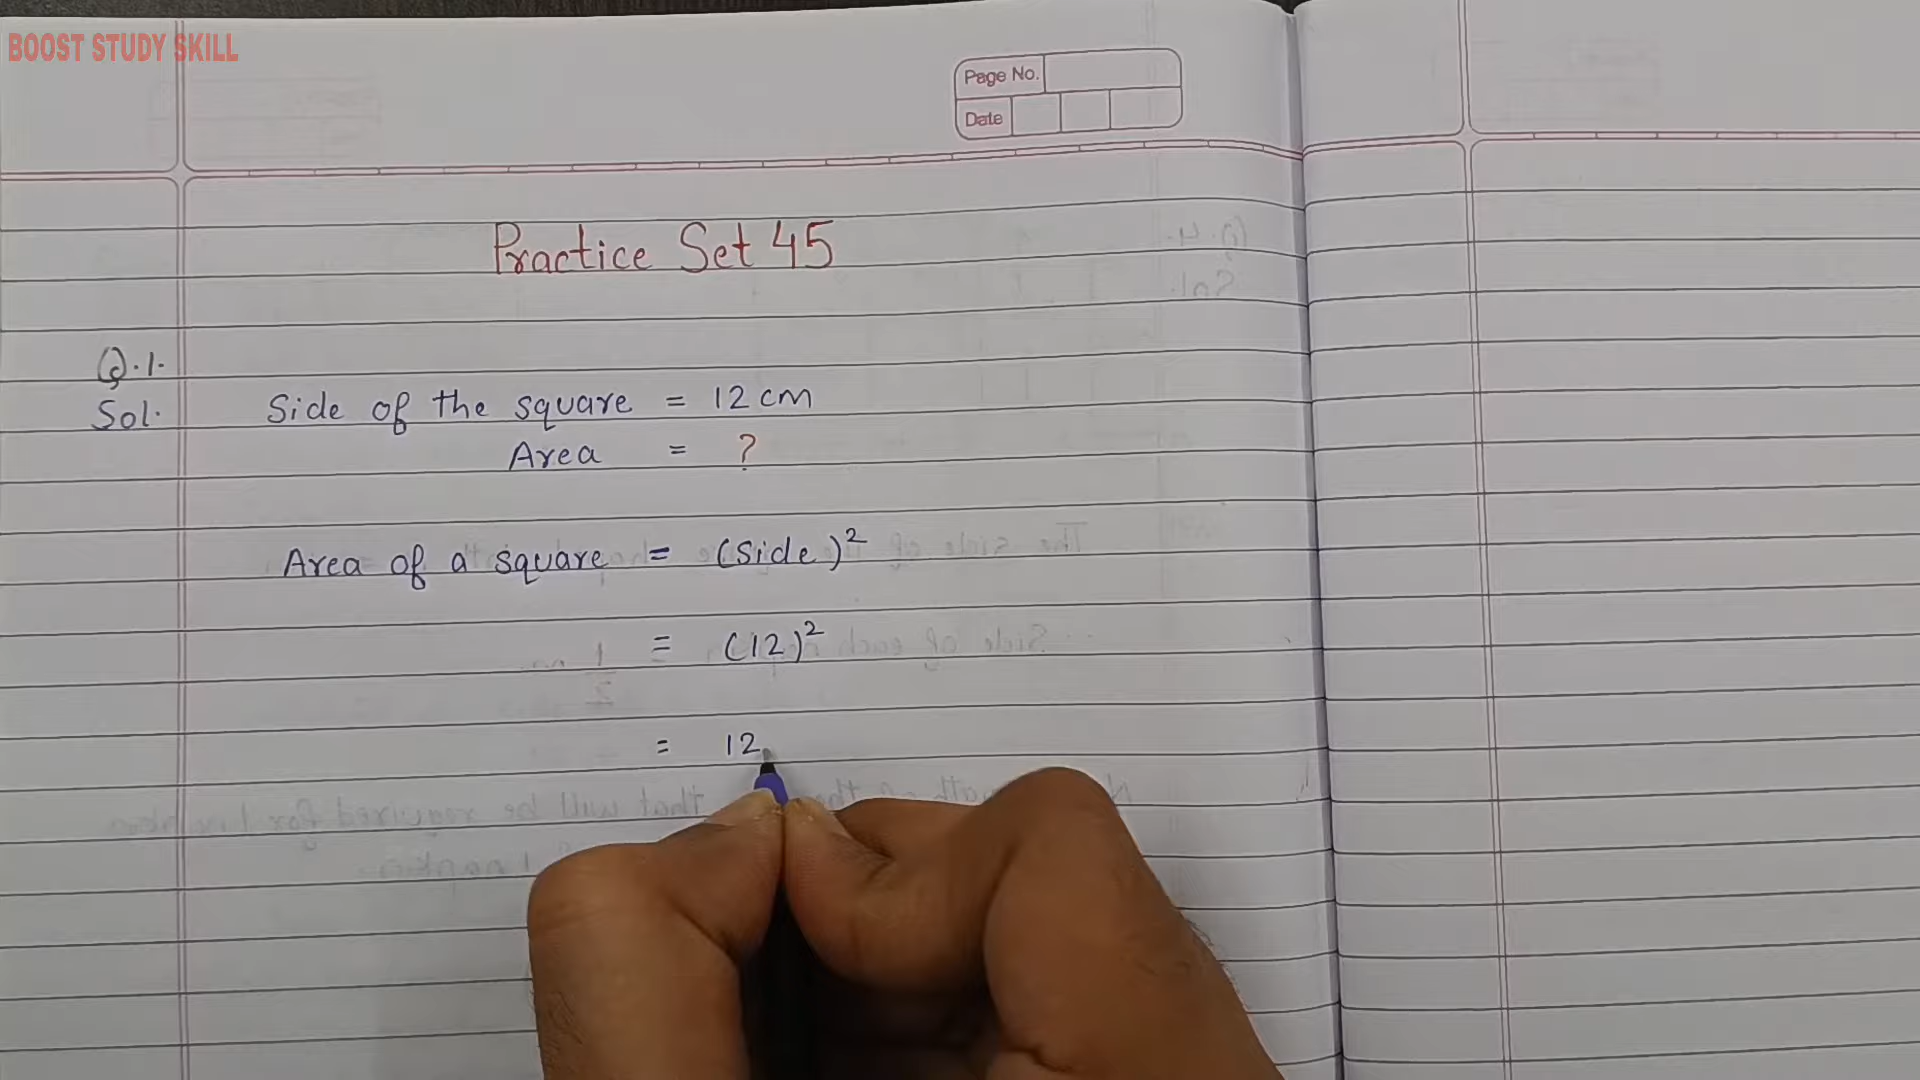 BOOST STUDY SKILL
Page No.
Date
Practice Set 45
Q.1.
Sol. Side of the square = 12 cm
Area = ?
Area of a square = (Side)²
= (12)²
= 12